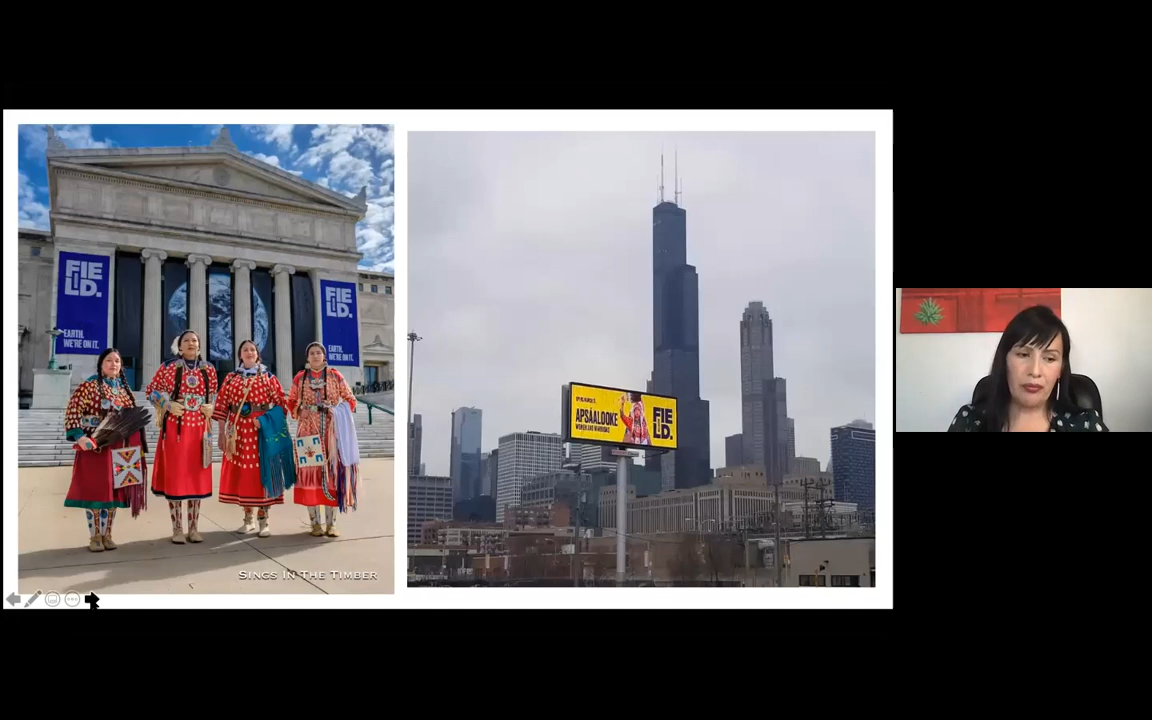 FIE
LD.
EARTH.
WE'RE ON IT.
FIE
LD.
EARTH.
WE'RE ON IT.
SINGS IN THE TIMBER
APSÁALOOKE
WOMEN AND WARRIORS
FIE
LD.